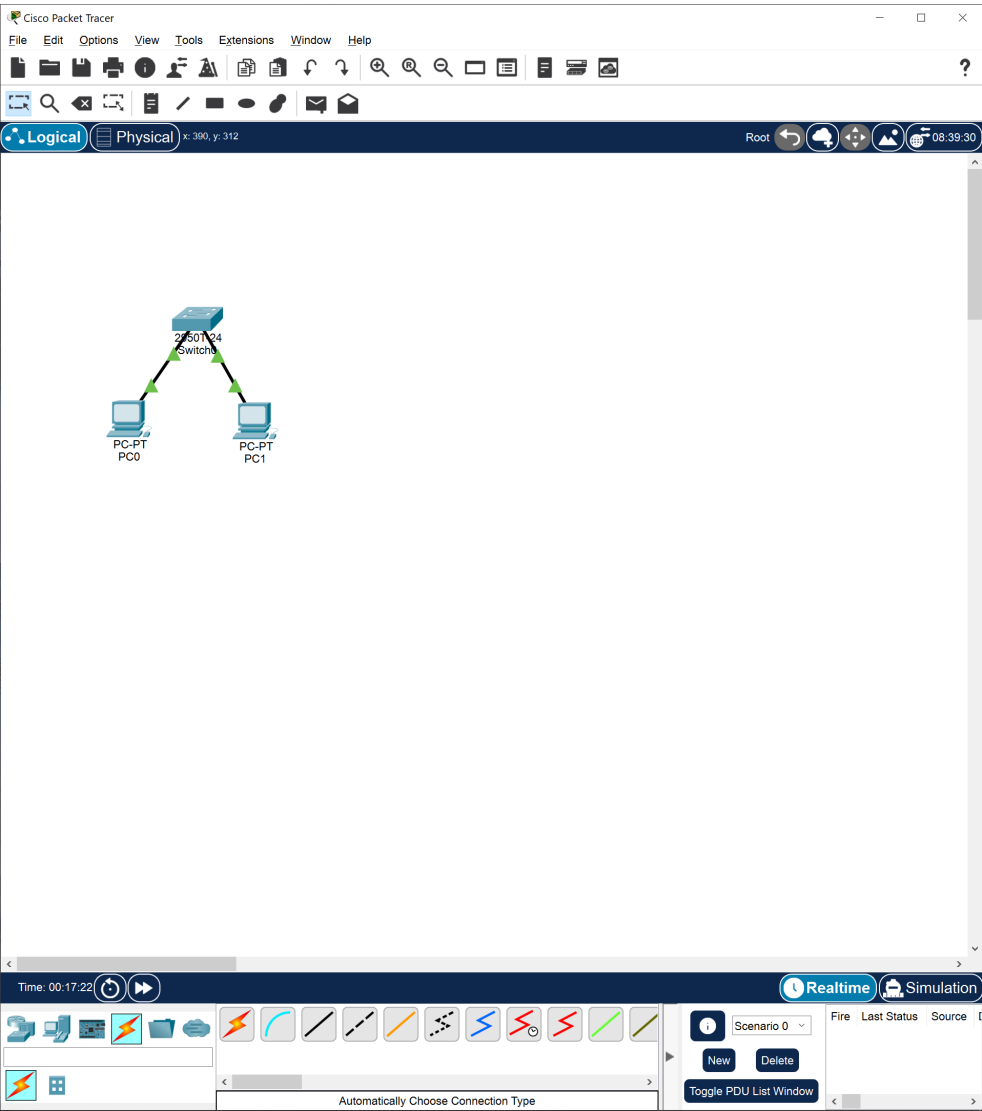 Cisco Packet Tracer
File Edit Options View Tools Extensions Window Help
?
Logical Physical x: 390, y: 312 Root 08:39:30
2950T-24
Switch0
PC-PT
PC0
PC-PT
PC1
Time: 00:17:22 Realtime Simulation
Scenario 0
Fire Last Status Source D
New Delete
Toggle PDU List Window
Automatically Choose Connection Type